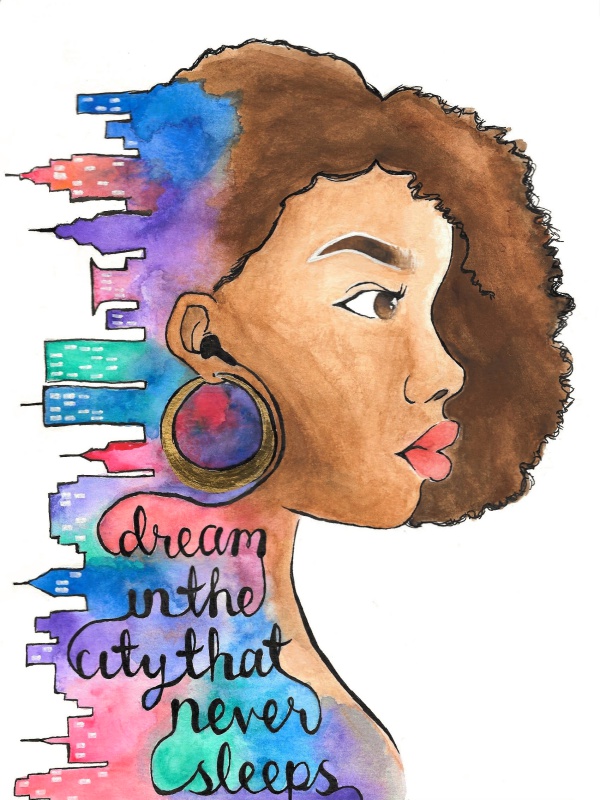 dream
in the
city that
never
sleeps